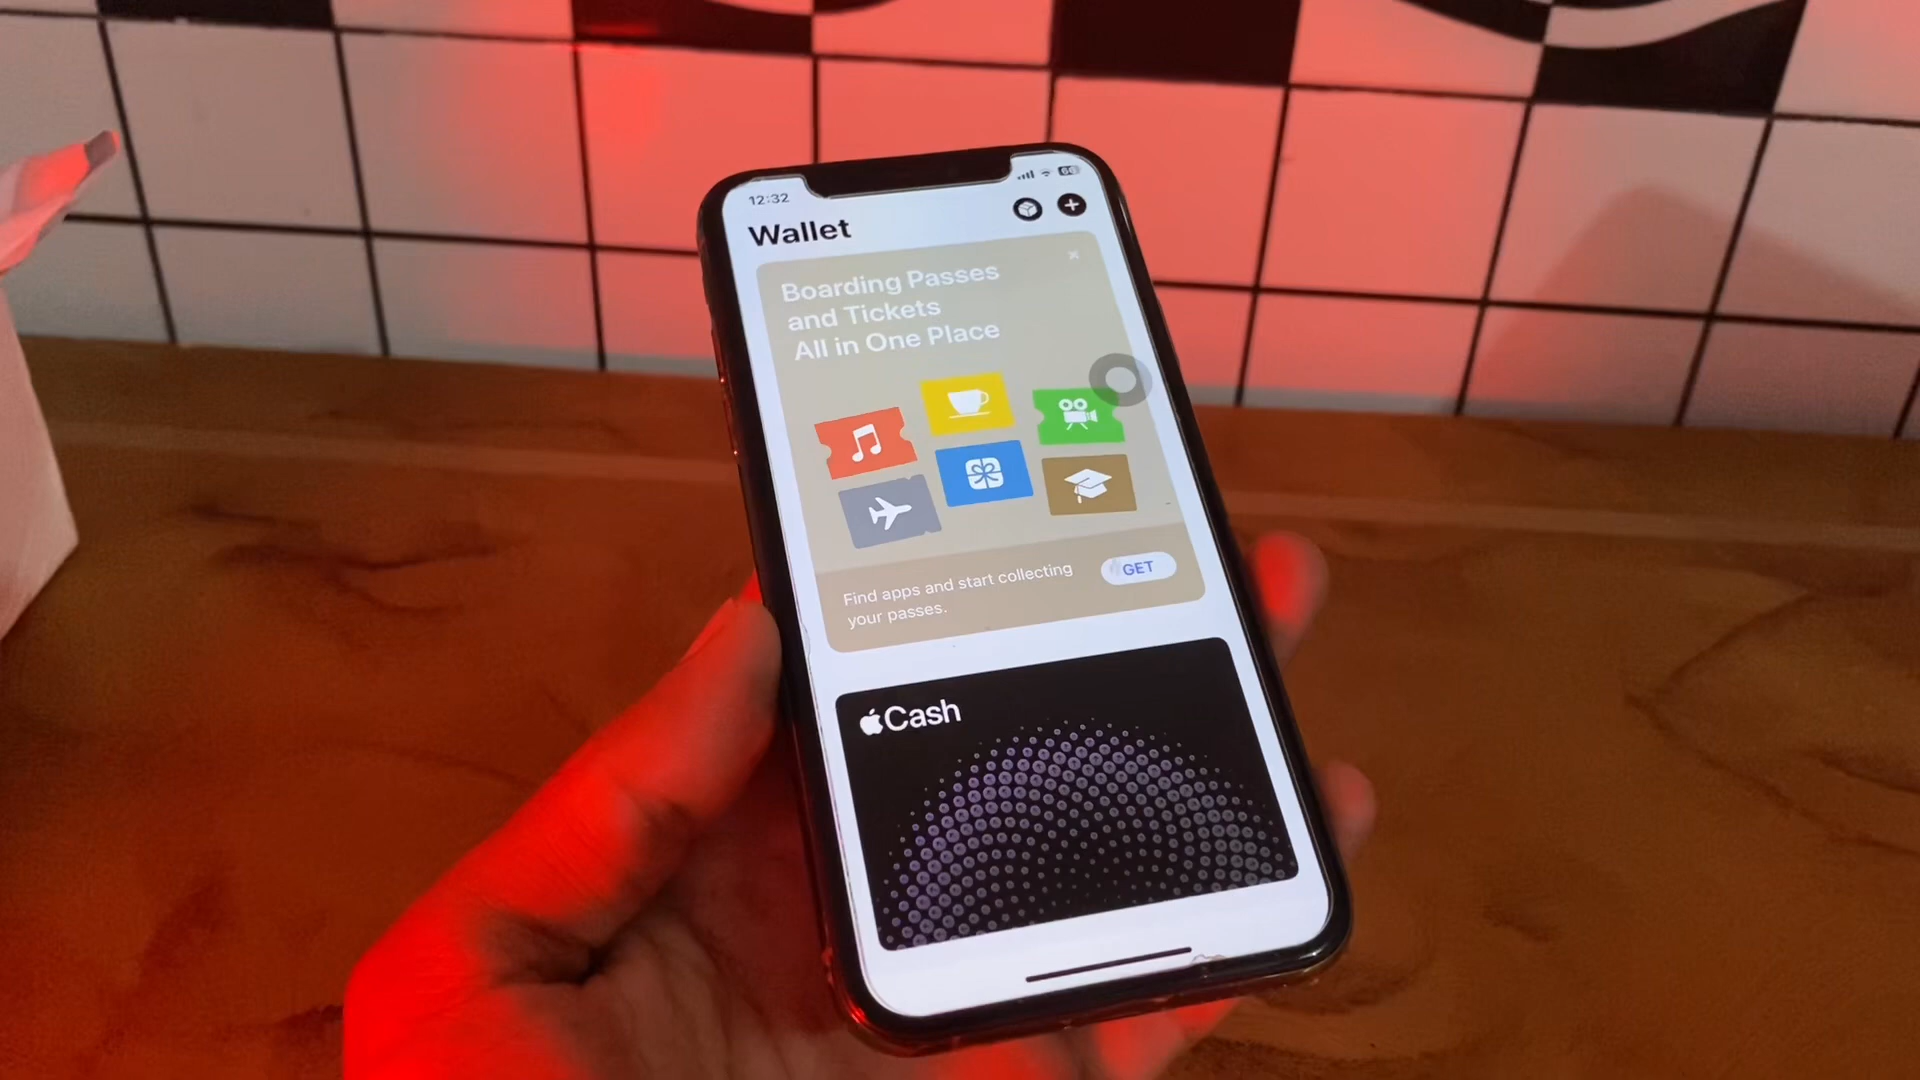 12:32
66
Wallet
Boarding Passes
and Tickets
All in One Place
Find apps and start collecting
your passes.
GET
Cash